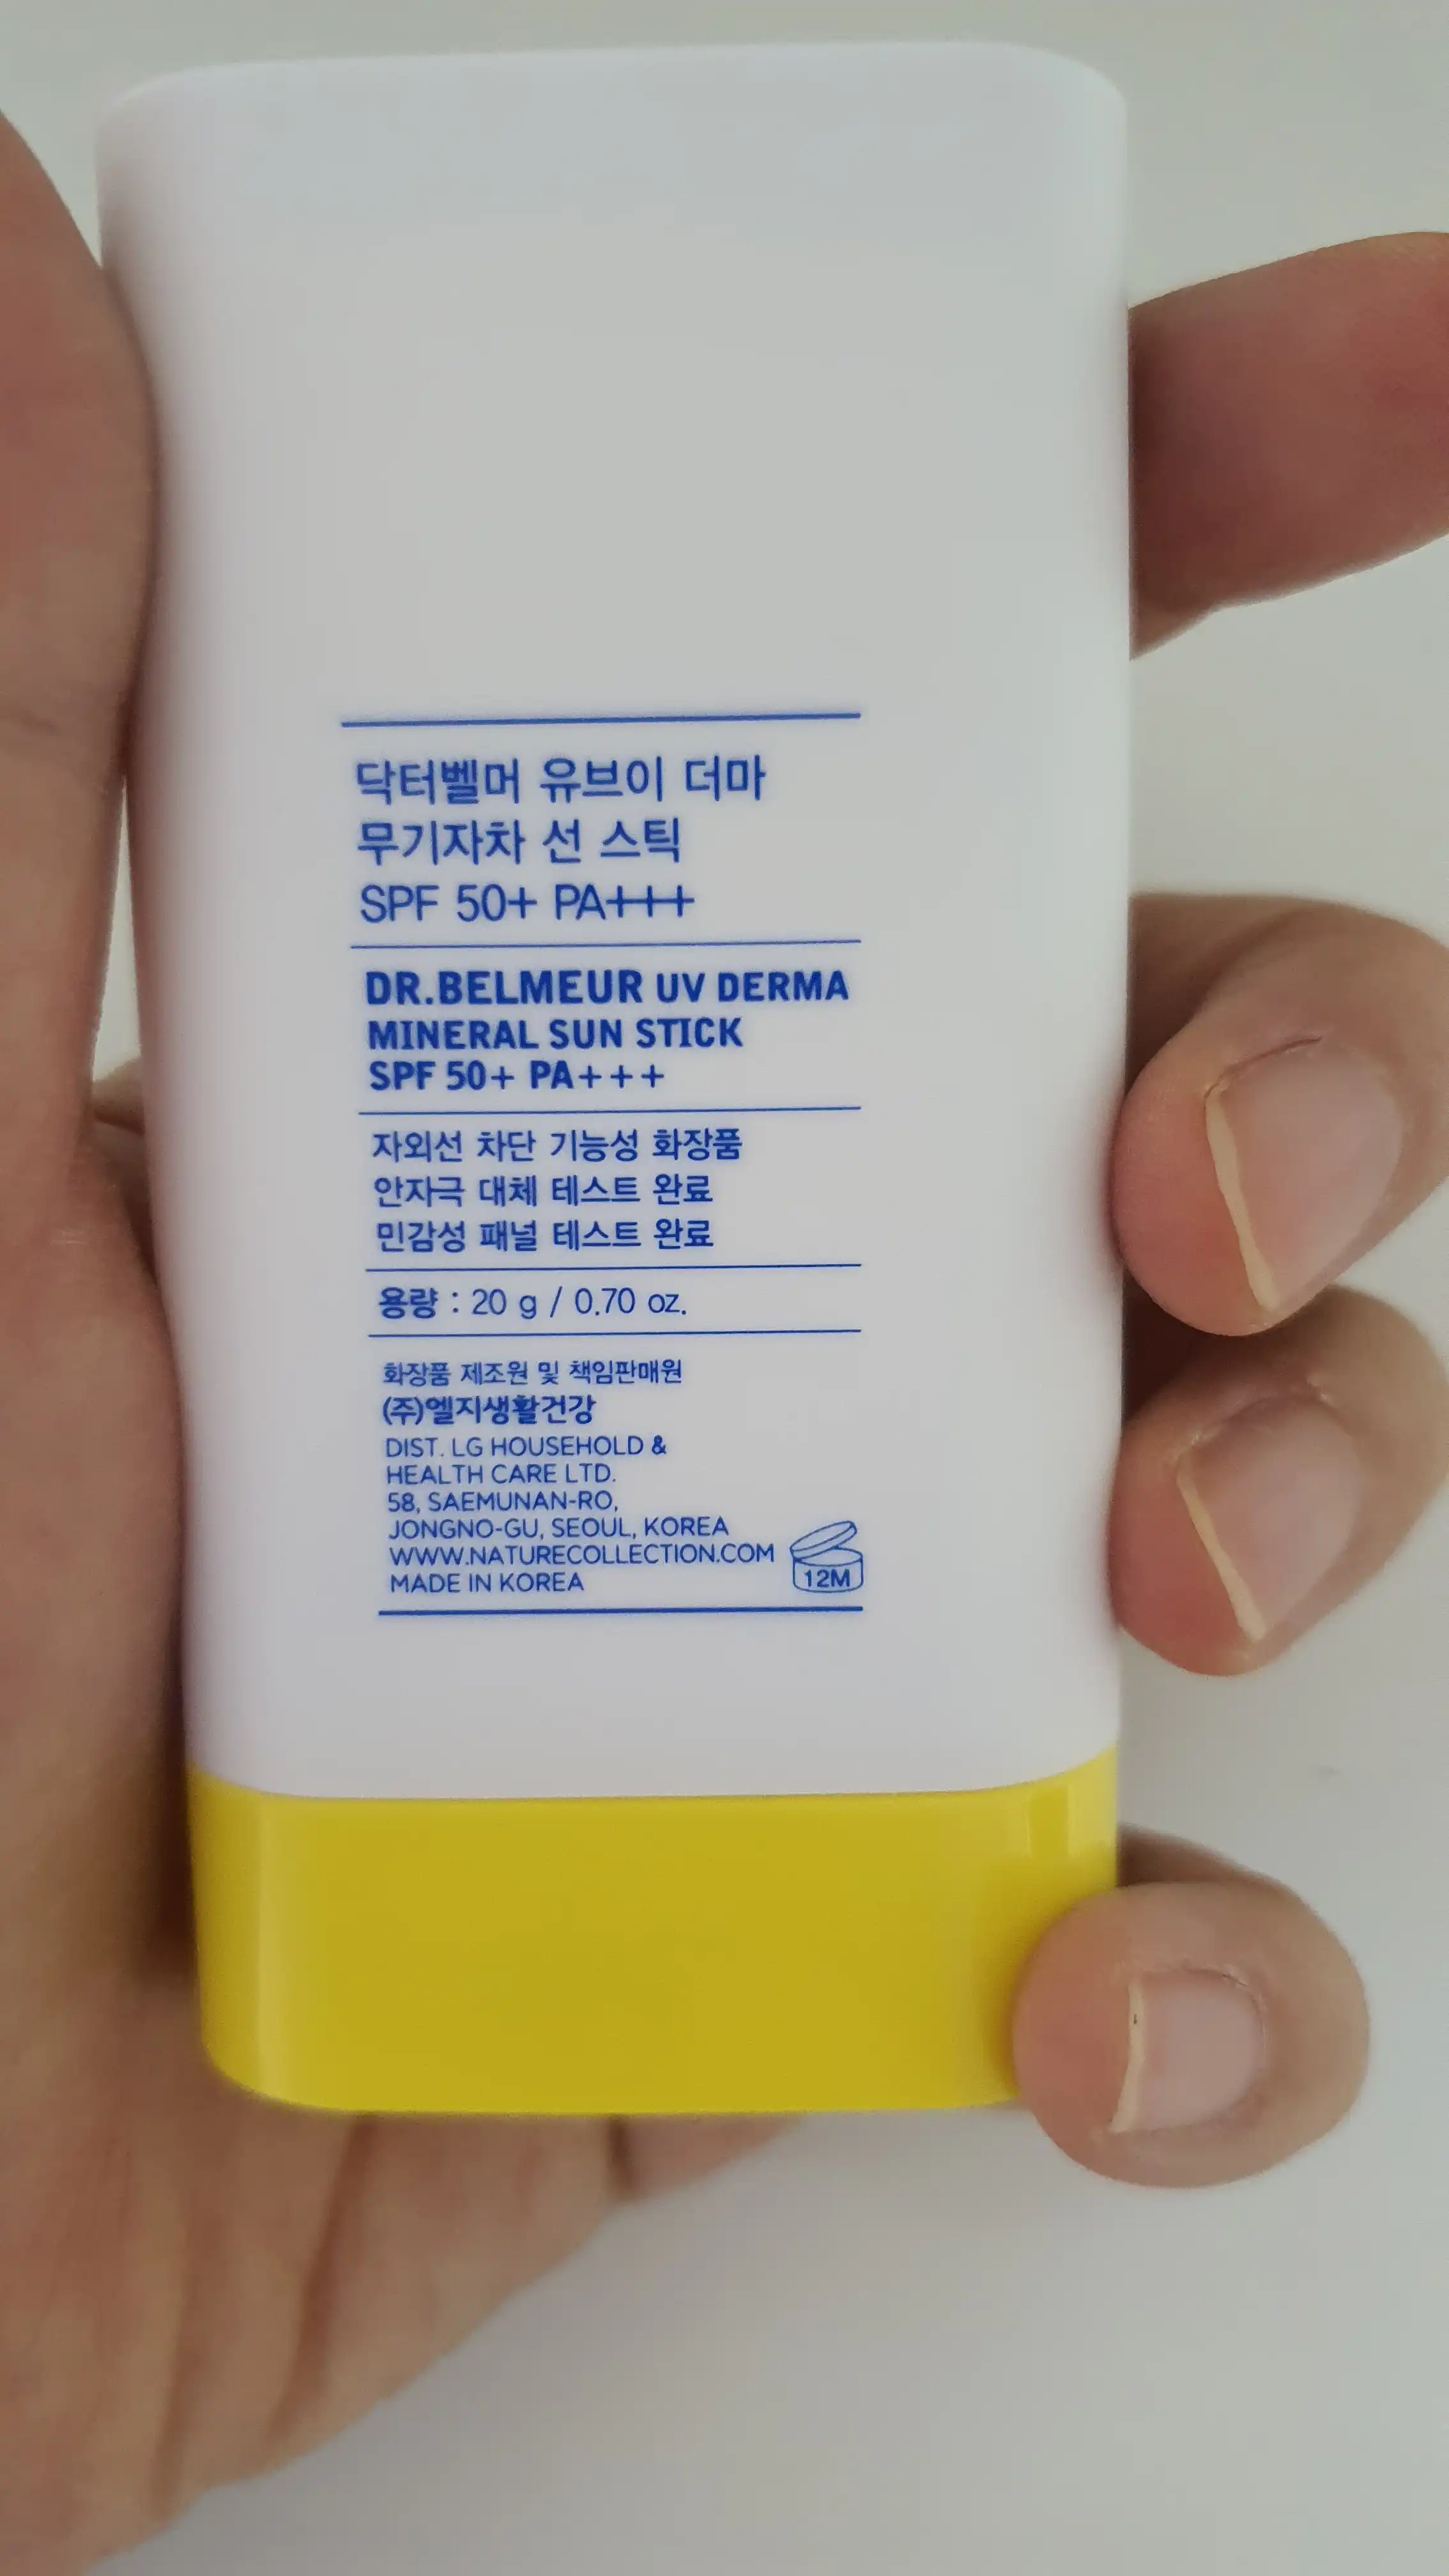 닥터벨머 유브이 더마
무기자차 선 스틱
SPF 50+ PA+++
DR.BELMEUR UV DERMA
MINERAL SUN STICK
SPF 50+ PA+++
자외선 차단 기능성 화장품
안자극 대체 테스트 완료
민감성 패널 테스트 완료
용량 : 20 g / 0.70 oz.
화장품 제조원 및 책임판매원
(주)엘지생활건강
DIST. LG HOUSEHOLD &
HEALTH CARE LTD.
58, SAEMUNAN-RO,
JONGNO-GU, SEOUL, KOREA
WWW.NATURECOLLECTION.COM
MADE IN KOREA
12M